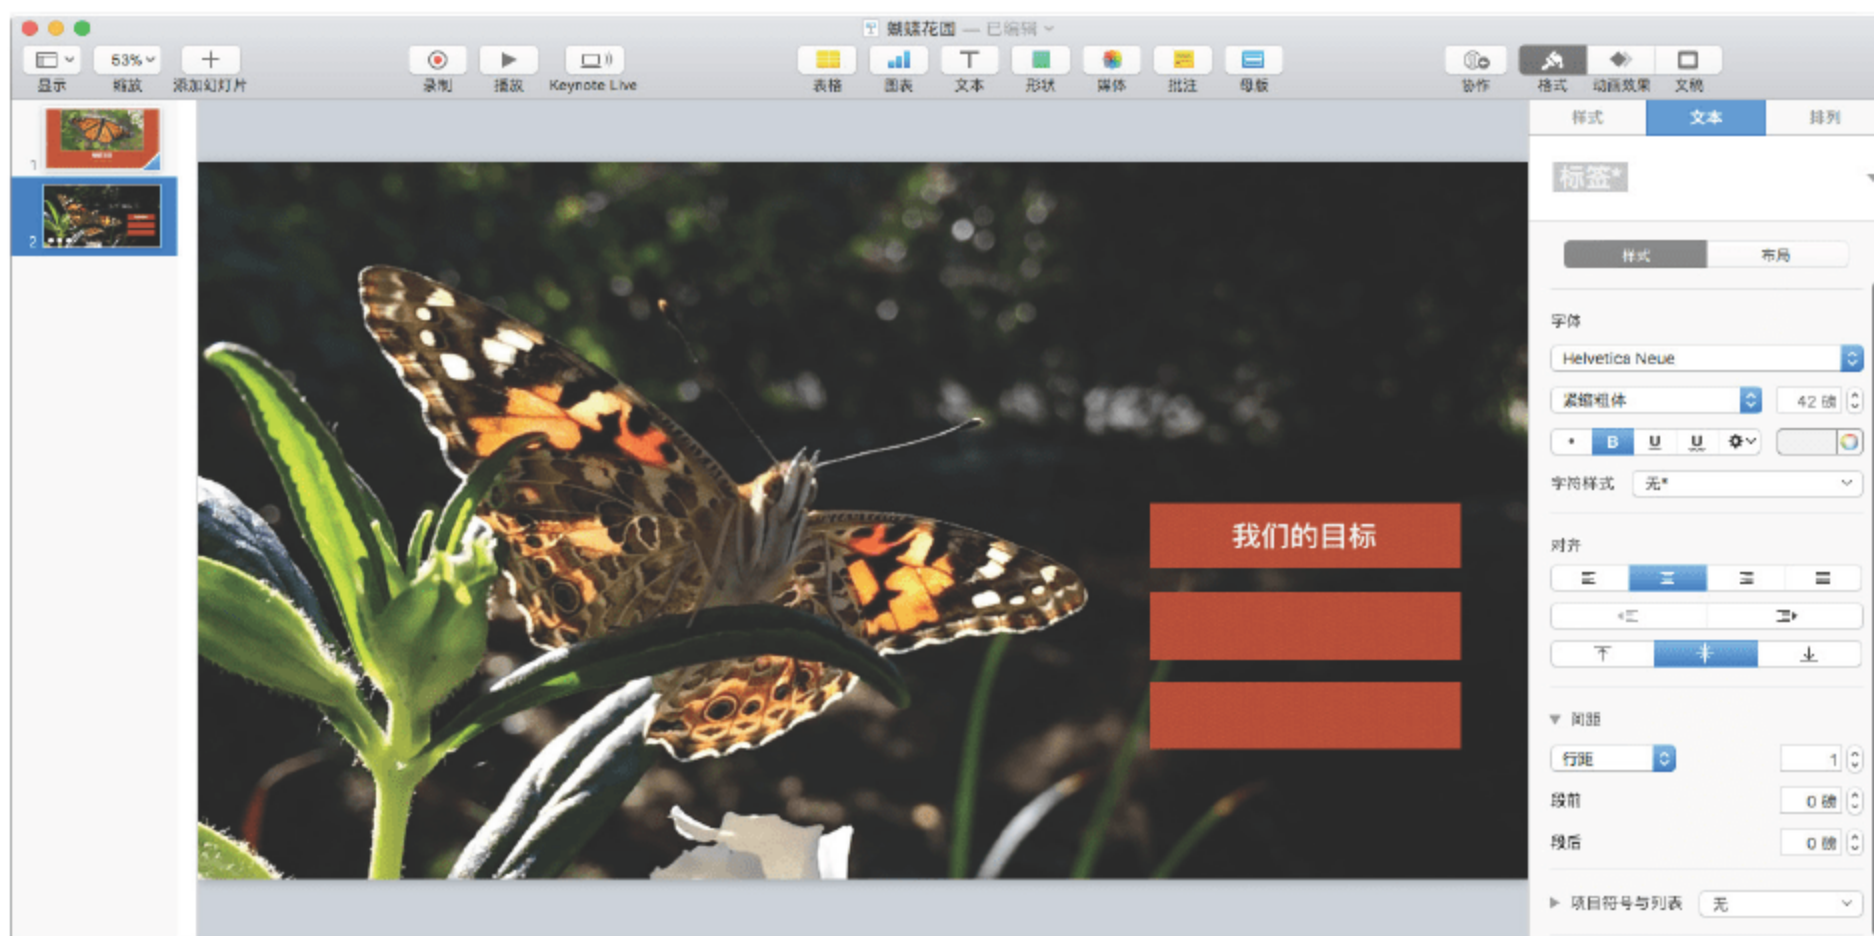 蝴蝶花园 — 已编辑
53%
显示 缩放 添加幻灯片 录制 播放 Keynote Live 表格 图表 文本 形状 媒体 批注 母版 协作 格式 动画效果 文稿
样式 文本 排列
1
标签*
2
样式 布局
字体
Helvetica Neue
紧缩粗体 42 磅
B U U
字符样式 无*
我们的目标
对齐
间距
行距 1
段前 0 磅
段后 0 磅
项目符号与列表 无